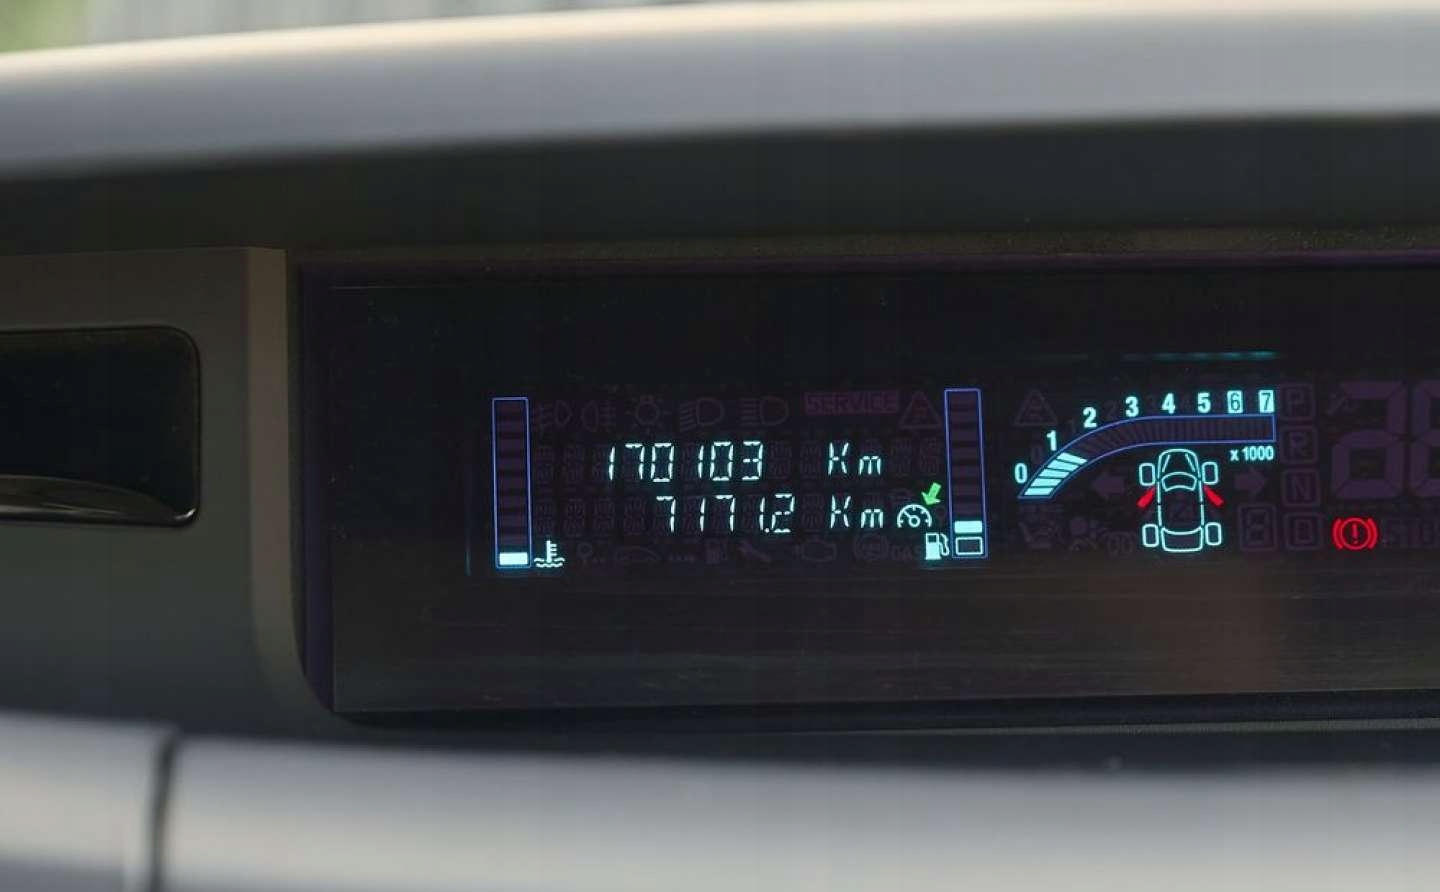 SERVICE
170103 Km
7171.2 Km
0 1 2 3 4 5 6 7
x 1000
P
R
N
D